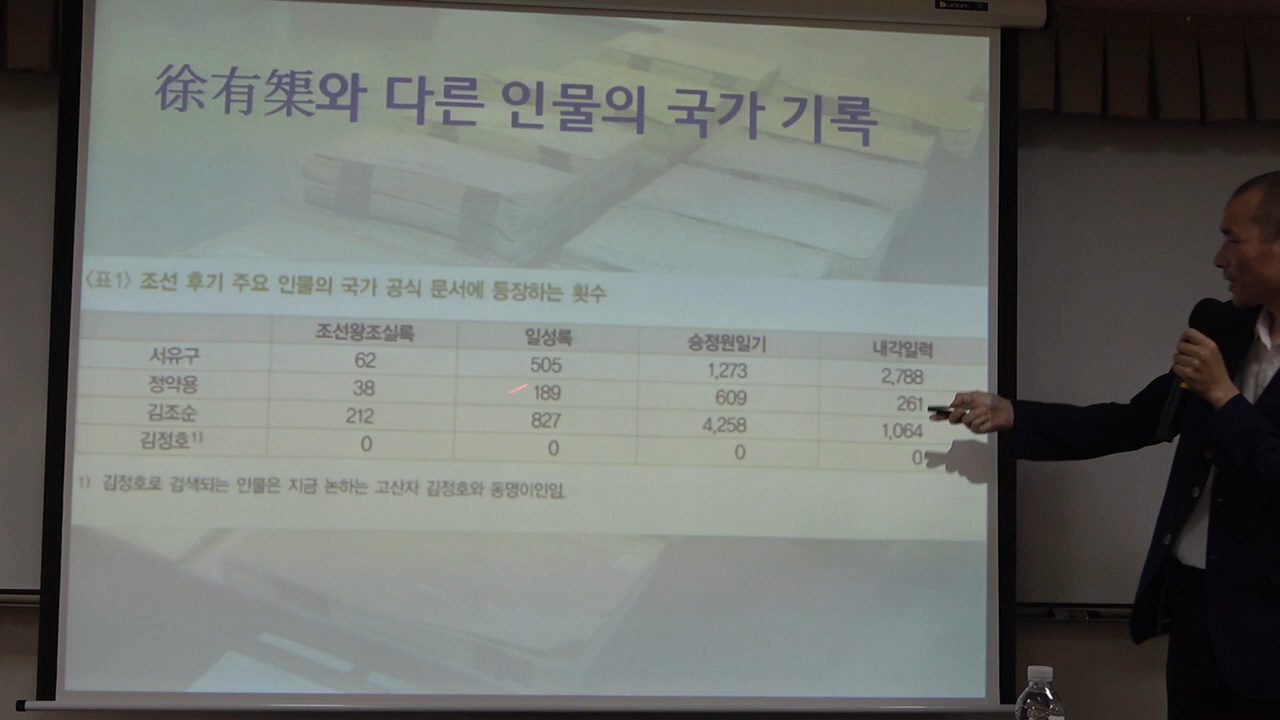 徐有榘와 다른 인물의 국가 기록
〈표1〉 조선 후기 주요 인물의 국가 공식 문서에 등장하는 횟수
조선왕조실록 일성록 승정원일기 내각일력
서유구 62 505 1,273 2,788
정약용 38 189 609 261
김조순 212 827 4,258 1,064
김정호1) 0 0 0 0
1) 김정호로 검색되는 인물은 지금 논하는 고산자 김정호와 동명이인임.